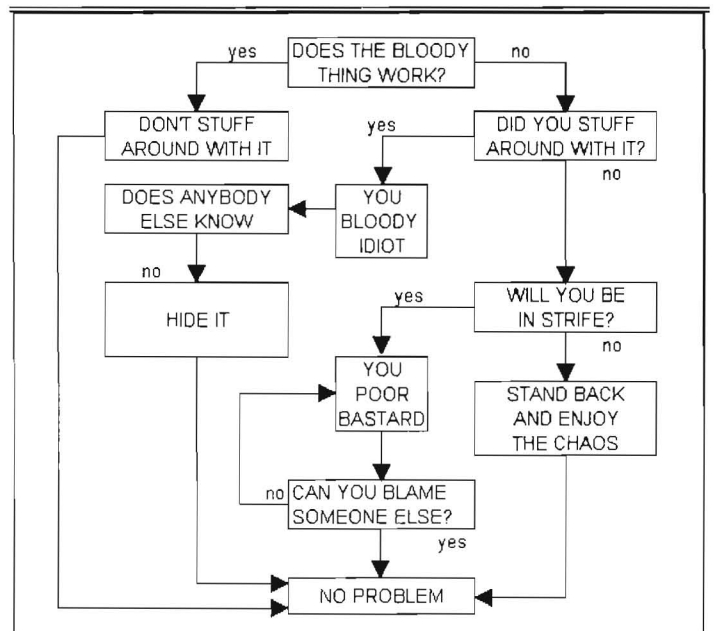 DOES THE BLOODY
THING WORK?
yes
no
DON'T STUFF
AROUND WITH IT
DID YOU STUFF
AROUND WITH IT?
yes
no
DOES ANYBODY
ELSE KNOW
YOU
BLOODY
IDIOT
no
HIDE IT
WILL YOU BE
IN STRIFE?
yes
no
YOU
POOR
BASTARD
STAND BACK
AND ENJOY
THE CHAOS
no
CAN YOU BLAME
SOMEONE ELSE?
yes
NO PROBLEM